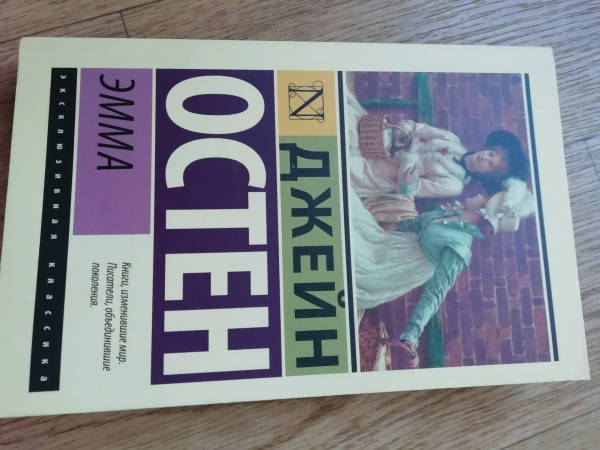 ДЖЕЙН
ОСТЕН
ЭММА
Книги, изменившие мир.
Писатели, объединившие
поколения.
эксклюзивная классика